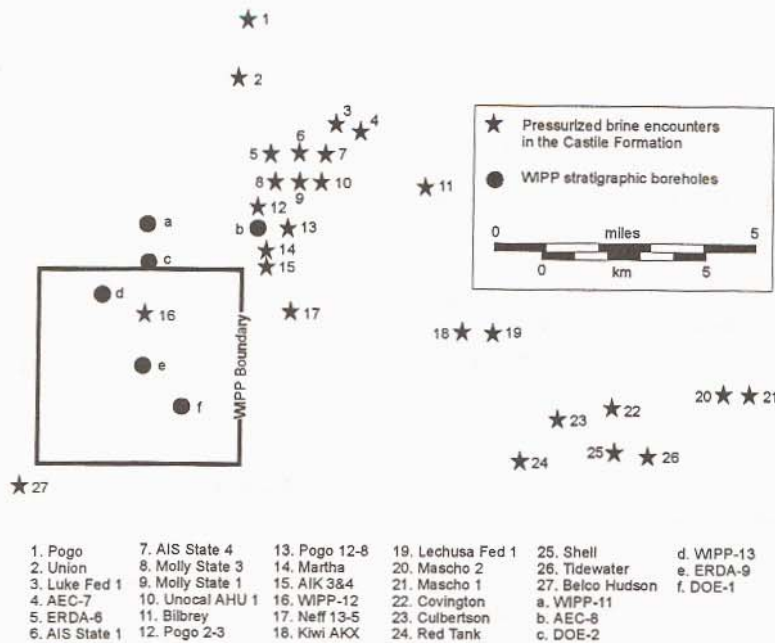 1
2
3
4
5
6
7
8
9
10
11
12
b
13
14
15
a
c
d
16
e
f
WIPP Boundary
17
18
19
20
21
22
23
24
25
26
27
Pressurized brine encounters
in the Castile Formation
WIPP stratigraphic boreholes
0 miles 5
0 km 5
1. Pogo
2. Union
3. Luke Fed 1
4. AEC-7
5. ERDA-6
6. AIS State 1
7. AIS State 4
8. Molly State 3
9. Molly State 1
10. Unocal AHU 1
11. Bilbrey
12. Pogo 2-3
13. Pogo 12-8
14. Martha
15. AIK 3&4
16. WIPP-12
17. Neff 13-5
18. Kiwi AKX
19. Lechusa Fed 1
20. Mascho 2
21. Mascho 1
22. Covington
23. Culbertson
24. Red Tank
25. Shell
26. Tidewater
27. Belco Hudson
a. WIPP-11
b. AEC-8
c. DOE-2
d. WIPP-13
e. ERDA-9
f. DOE-1